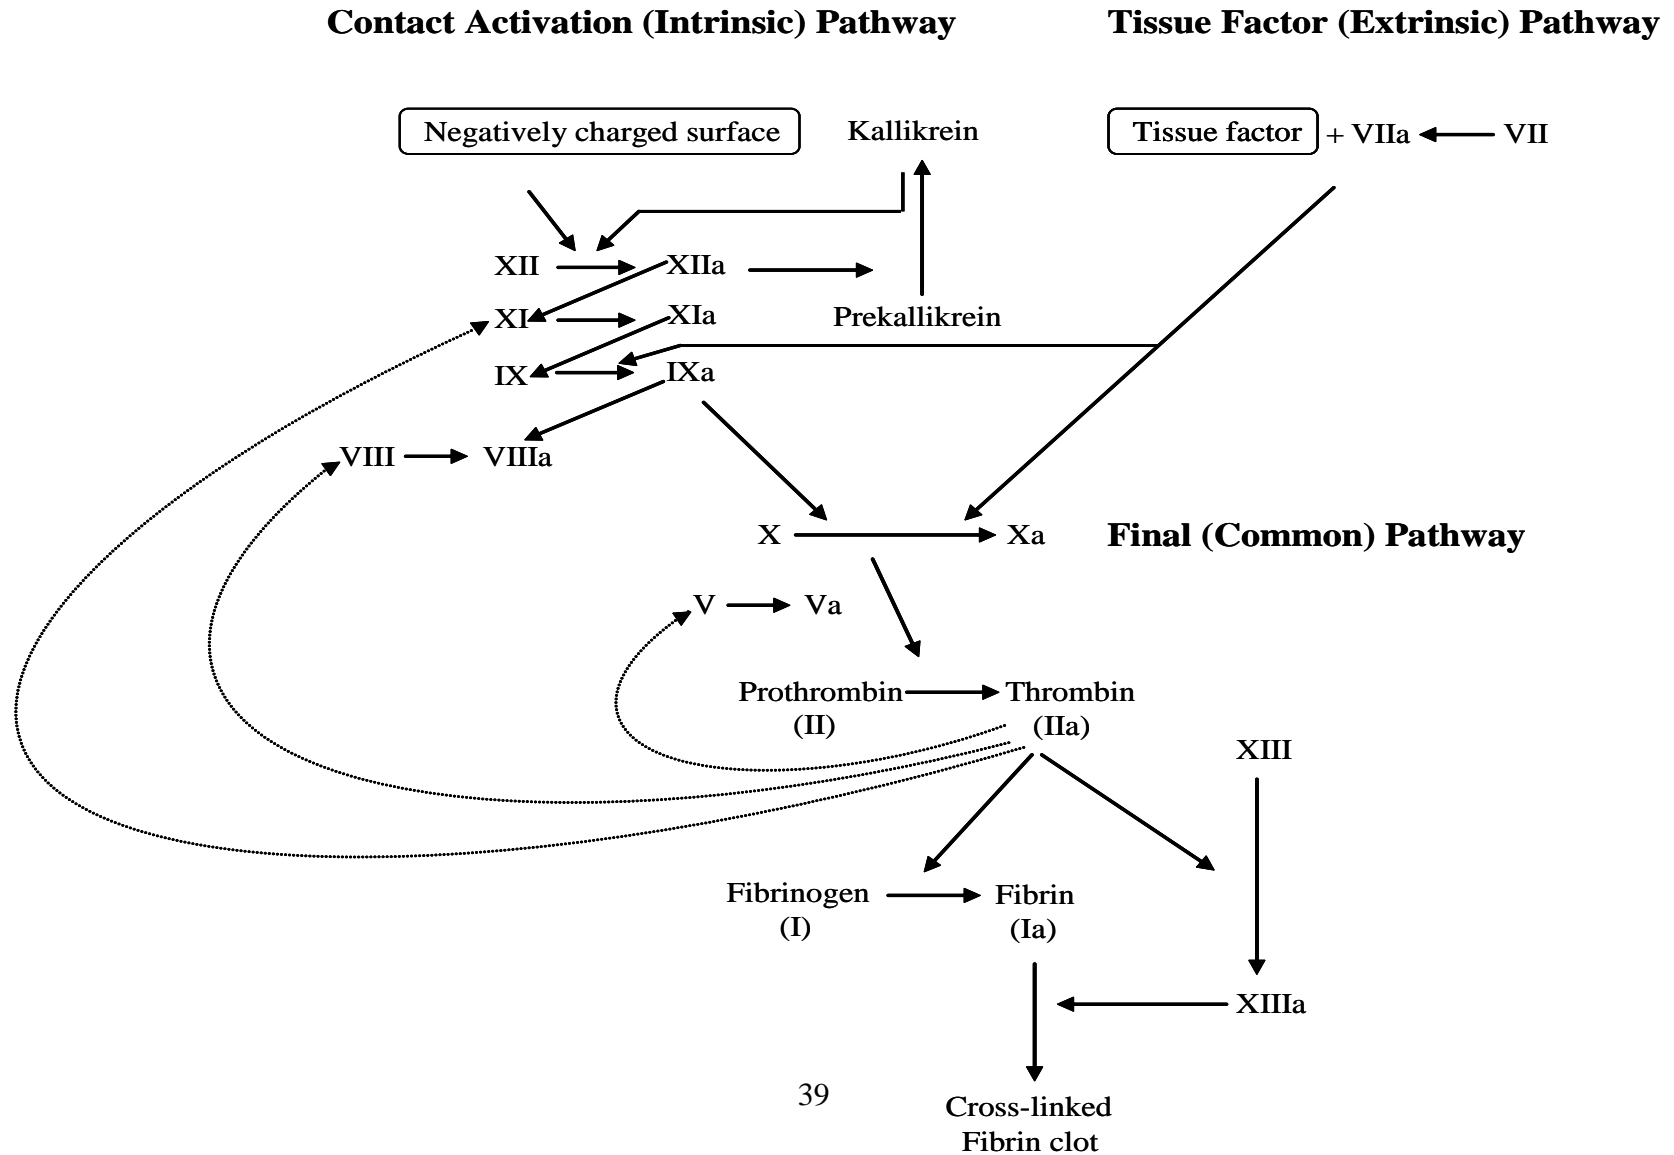 Contact Activation (Intrinsic) Pathway
Tissue Factor (Extrinsic) Pathway
Negatively charged surface
Kallikrein
Tissue factor
+ VIIa
VII
XII
XIIa
XI
XIa
Prekallikrein
IX
IXa
VIII
VIIIa
X
Xa
Final (Common) Pathway
V
Va
Prothrombin
(II)
Thrombin
(IIa)
XIII
Fibrinogen
(I)
Fibrin
(Ia)
XIIIa
39
Cross-linked
Fibrin clot